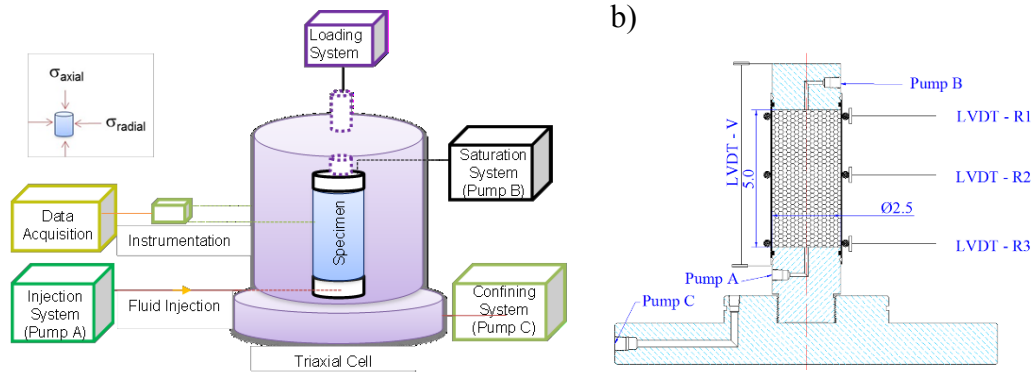 Loading
System
σaxial
σradial
Saturation
System
(Pump B)
Data
Acquisition
Instrumentation
Specimen
Injection
System
(Pump A)
Fluid Injection
Confining
System
(Pump C)
Triaxial Cell
b)
Pump B
LVDT - R1
LVDT - V
5.0
LVDT - R2
Ø2.5
LVDT - R3
Pump A
Pump C